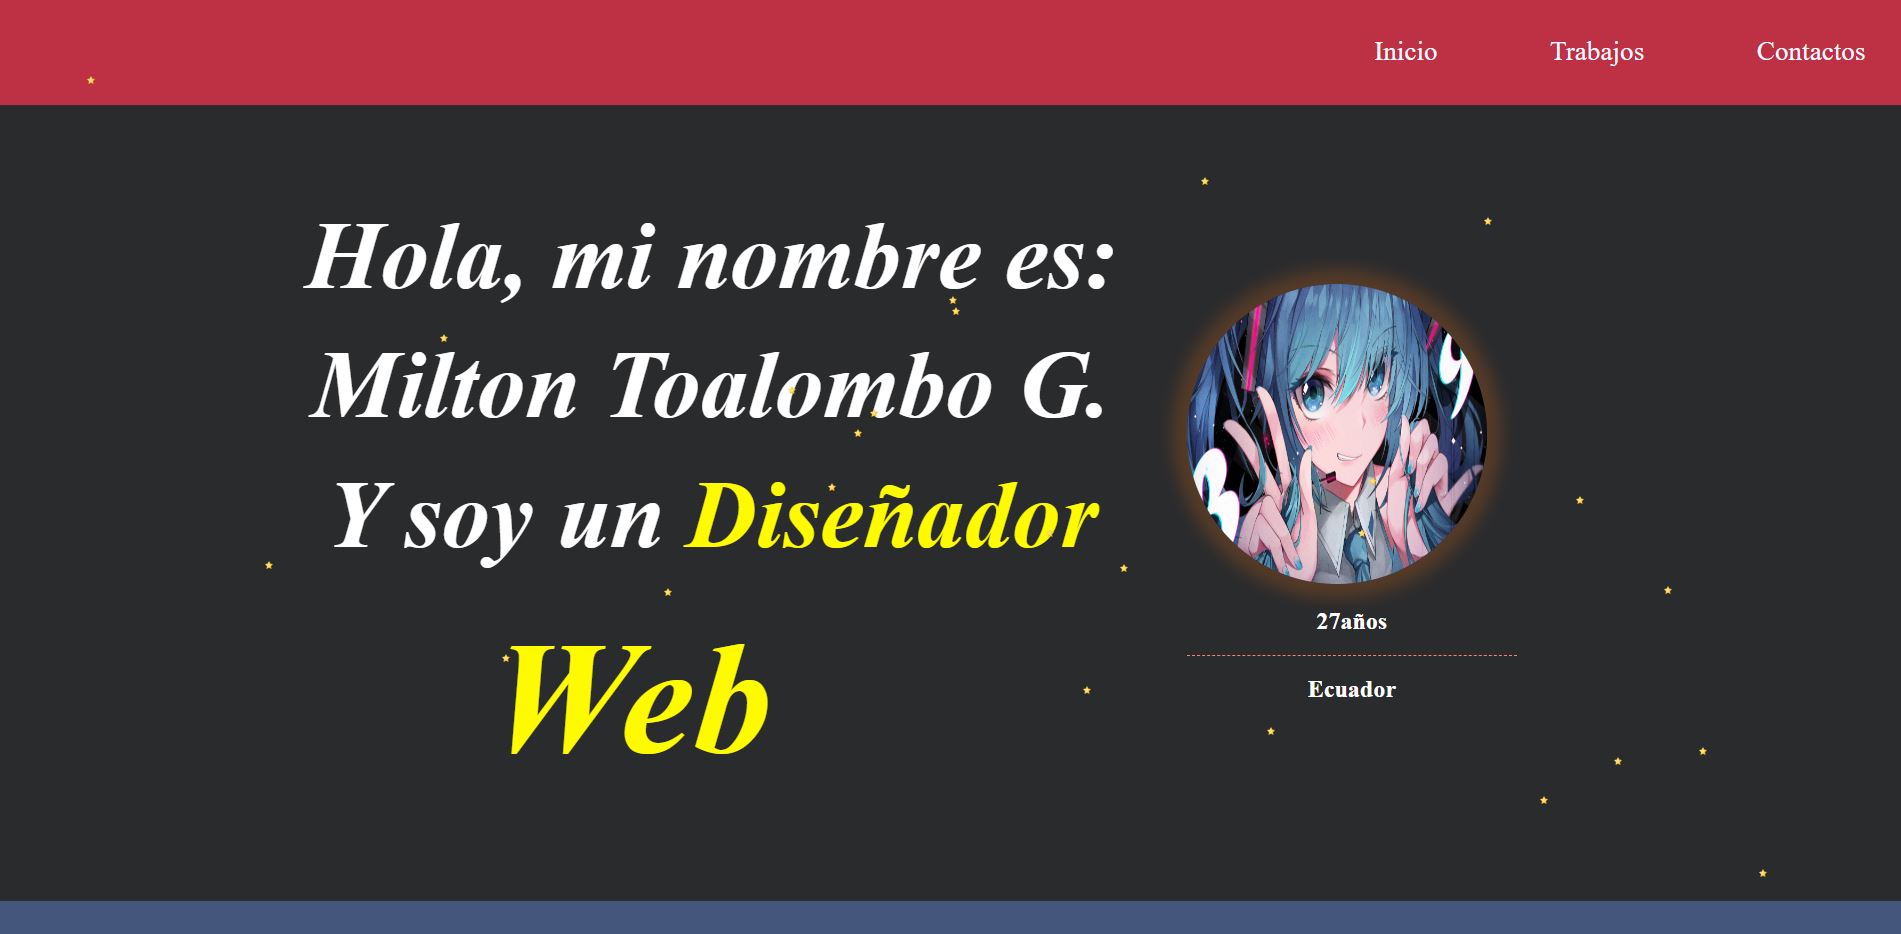 Inicio Trabajos Contactos
Hola, mi nombre es:
Milton Toalombo G.
Y soy un Diseñador
Web
27años
Ecuador